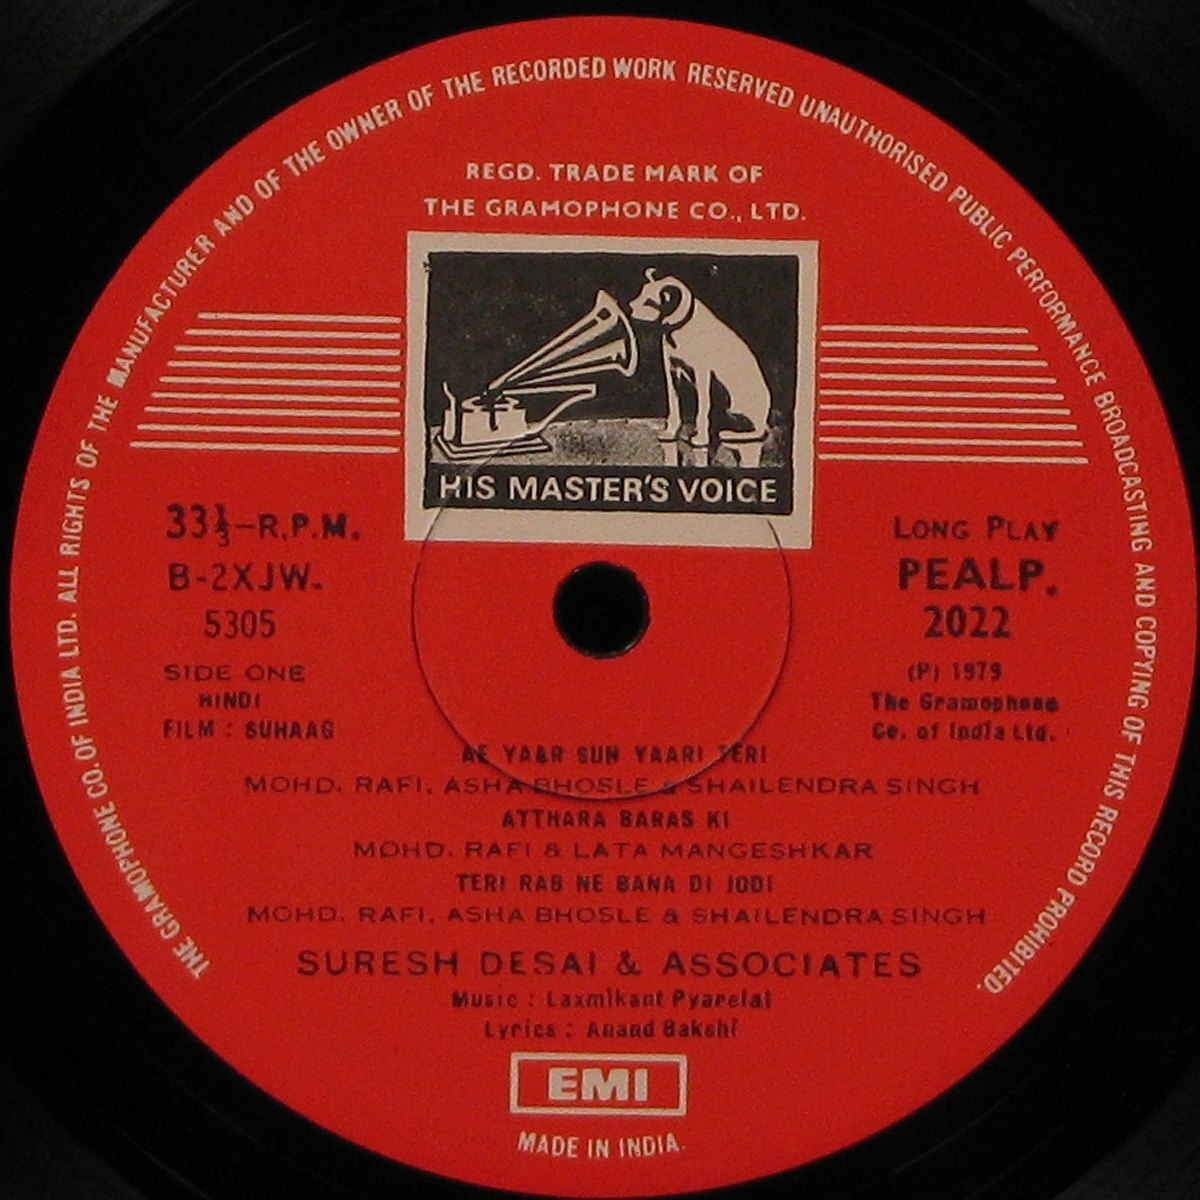 THE GRAMOPHONE CO. OF INDIA LTD. ALL RIGHTS OF THE MANUFACTURER AND OF THE OWNER OF THE RECORDED WORK RESERVED UNAUTHORISED PUBLIC PERFORMANCE BROADCASTING AND COPYING OF THIS RECORD PROHIBITED.
REGD. TRADE MARK OF
THE GRAMOPHONE CO., LTD.
HIS MASTER'S VOICE
33⅓-R.P.M.
B-2XJW.
5305
SIDE ONE
HINDI
FILM : SUHAAG
LONG PLAY
PEALP.
2022
(P) 1979
The Gramophone
Co. of India Ltd.
AE YAAR SUN YAARI TERI
MOHD. RAFI, ASHA BHOSLE & SHAILENDRA SINGH
ATTHARA BARAS KI
MOHD. RAFI & LATA MANGESHKAR
TERI RAB NE BANA DI JODI
MOHD. RAFI, ASHA BHOSLE & SHAILENDRA SINGH
SURESH DESAI & ASSOCIATES
Music : Laxmikant Pyarelal
Lyrics : Anand Bakshi
EMI
MADE IN INDIA.